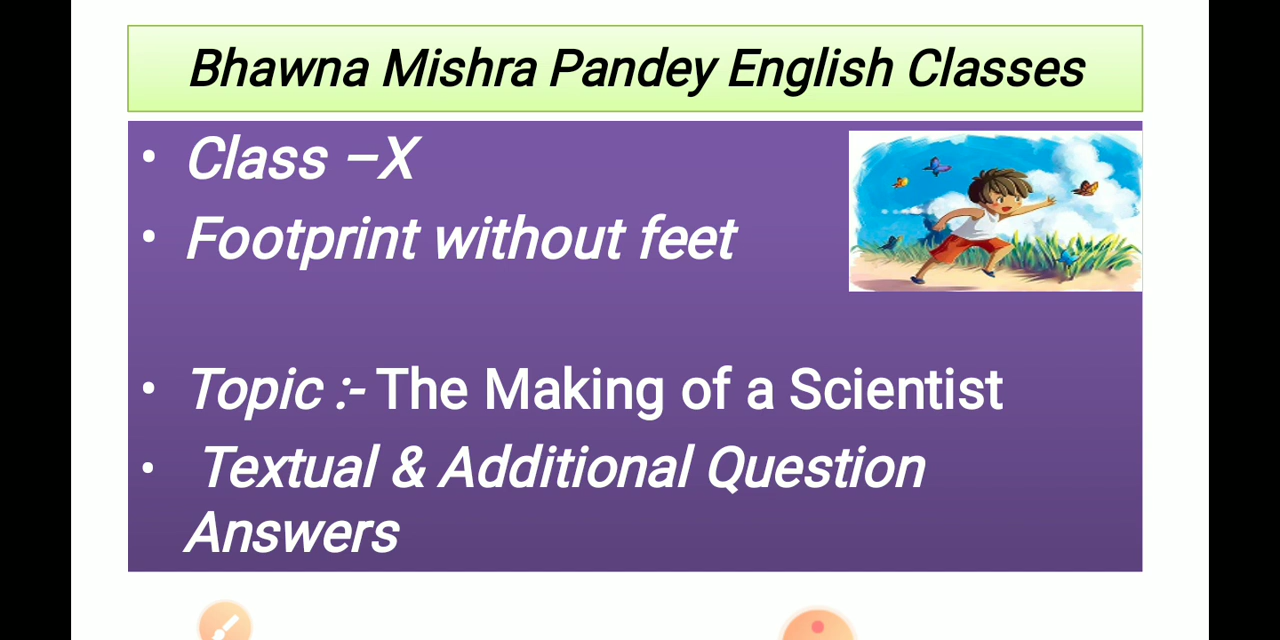 Bhawna Mishra Pandey English Classes
• Class –X
• Footprint without feet
• Topic :- The Making of a Scientist
• Textual & Additional Question
Answers